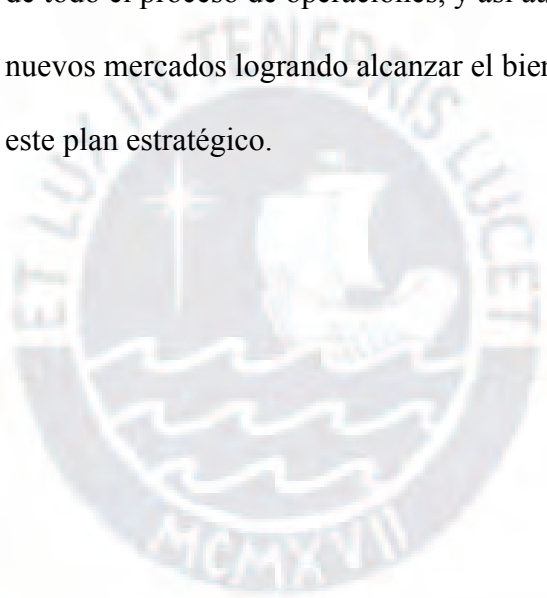 de todo el proceso de operaciones, y así au
nuevos mercados logrando alcanzar el bien
este plan estratégico.
ET LUX IN TENEBRIS LUCET
MCMXVII